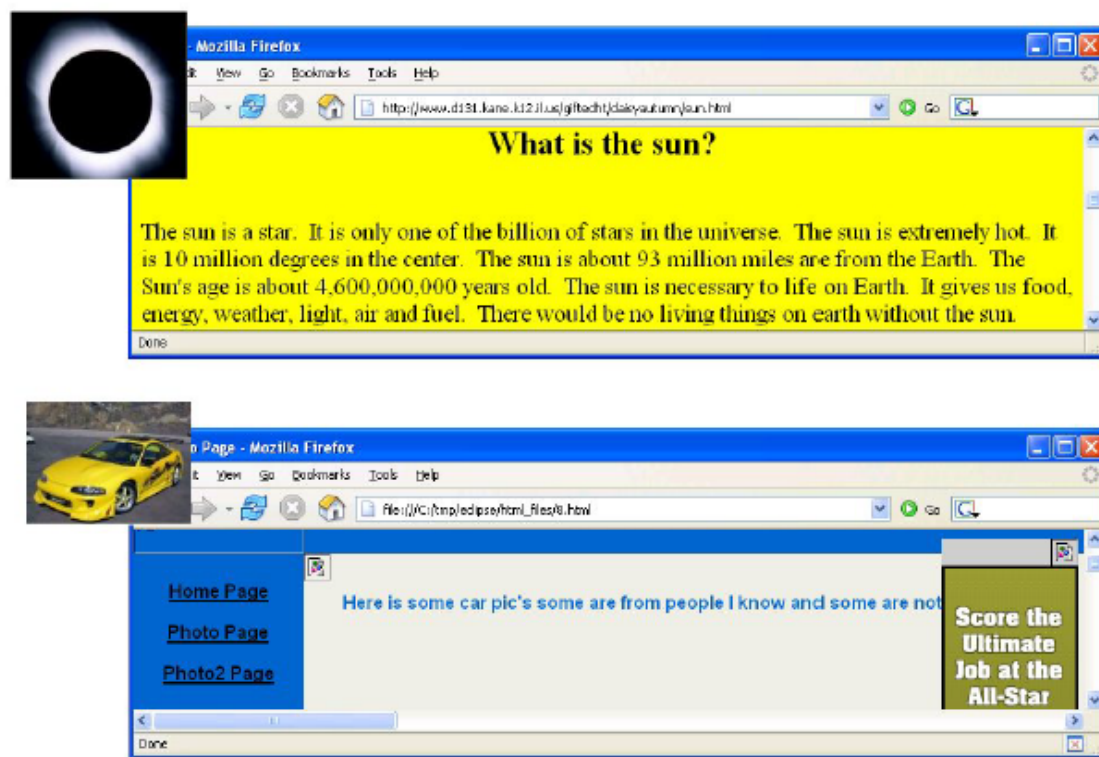 - Mozilla Firefox
View Go Bookmarks Tools Help
http://www.d131.kane.k12.il.us/giftedht/daisyautumn/sun.html Go
What is the sun?
The sun is a star. It is only one of the billion of stars in the universe. The sun is extremely hot. It
is 10 million degrees in the center. The sun is about 93 million miles are from the Earth. The
Sun's age is about 4,600,000,000 years old. The sun is necessary to life on Earth. It gives us food,
energy, weather, light, air and fuel. There would be no living things on earth without the sun.
Done
o Page - Mozilla Firefox
View Go Bookmarks Tools Help
file:///C:/tmp/eclipse/html_files/8.html Go
Home Page
Photo Page
Photo2 Page
Here is some car pic's some are from people I know and some are not
Score the
Ultimate
Job at the
All-Star
Done